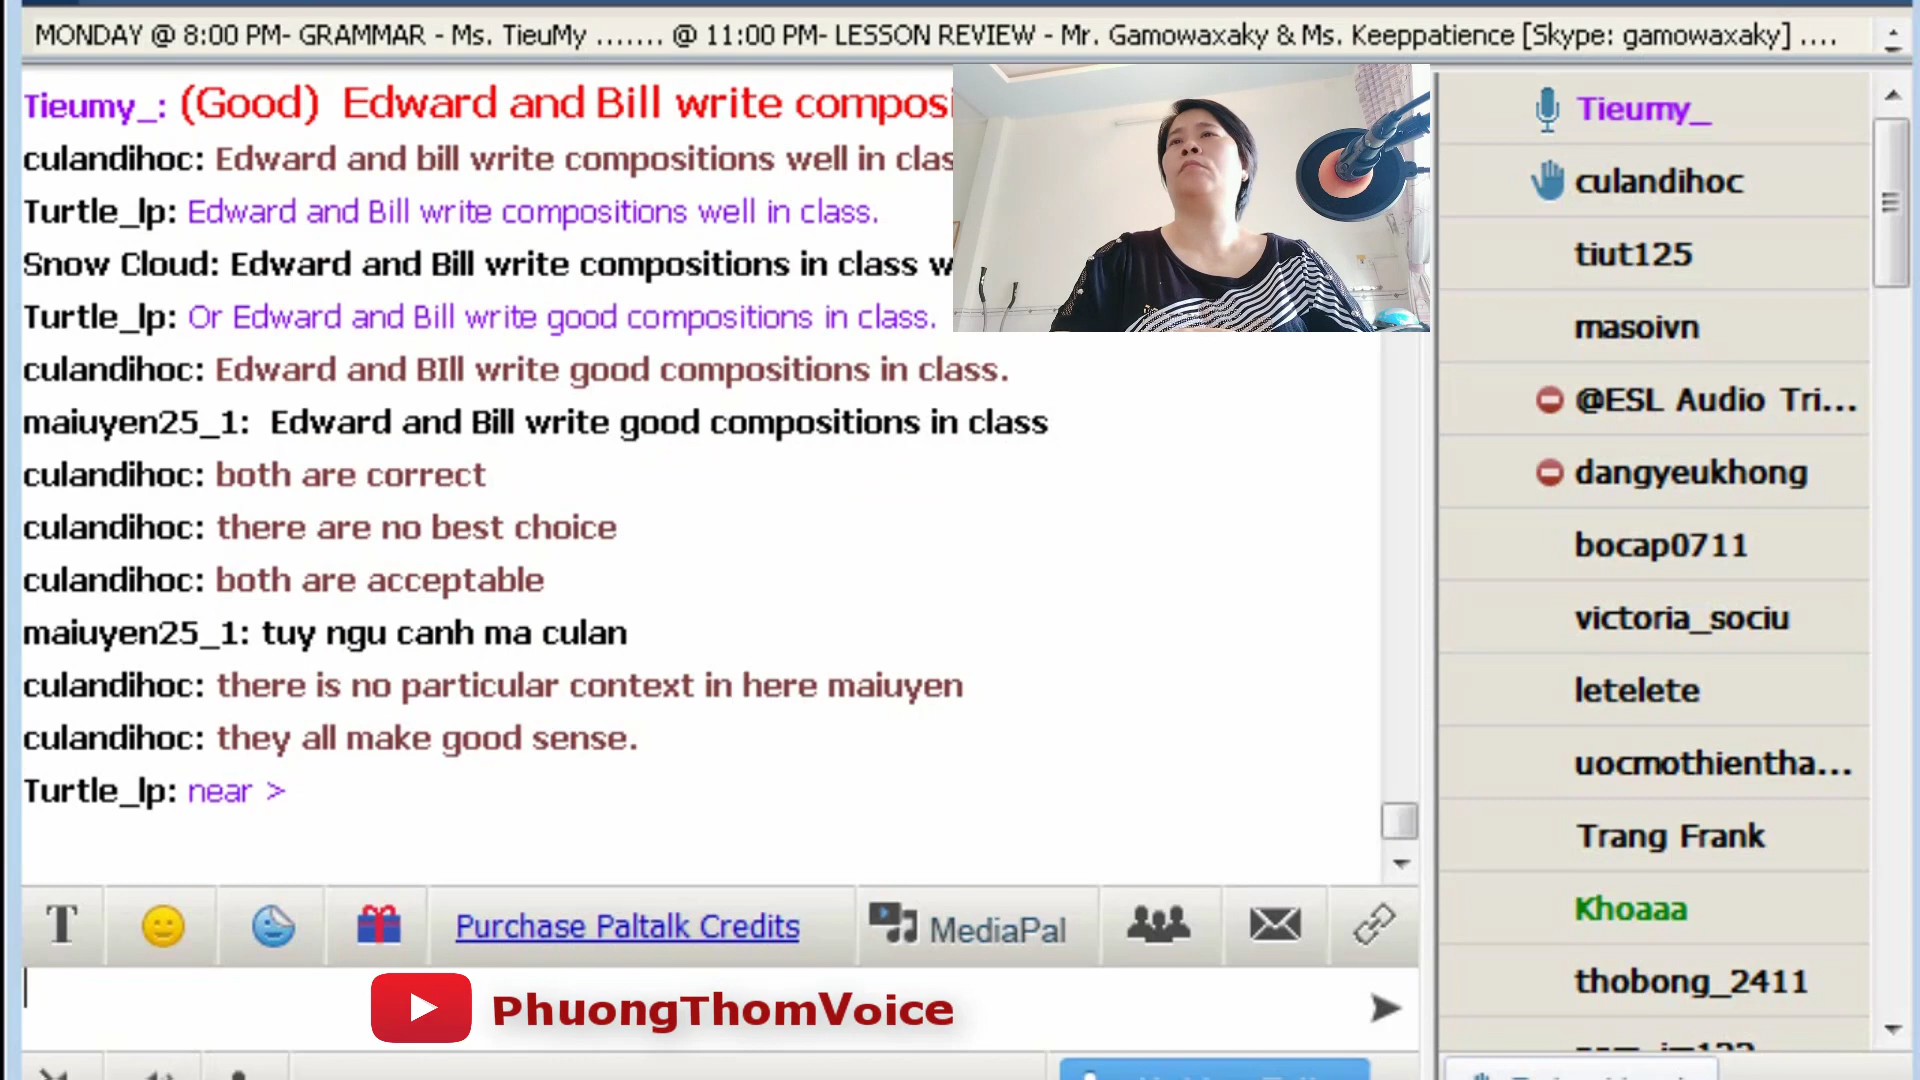 MONDAY @ 8:00 PM- GRAMMAR - Ms. TieuMy ....... @ 11:00 PM- LESSON REVIEW - Mr. Gamowaxaky & Ms. Keeppatience [Skype: gamowaxaky] ....
Tieumy_: (Good) Edward and Bill write composi
culandihoc: Edward and bill write compositions well in clas
Turtle_lp: Edward and Bill write compositions well in class.
Snow Cloud: Edward and Bill write compositions in class w
Turtle_lp: Or Edward and Bill write good compositions in class.
culandihoc: Edward and BIll write good compositions in class.
maiuyen25_1: Edward and Bill write good compositions in class
culandihoc: both are correct
culandihoc: there are no best choice
culandihoc: both are acceptable
maiuyen25_1: tuy ngu canh ma culan
culandihoc: there is no particular context in here maiuyen
culandihoc: they all make good sense.
Turtle_lp: near >
T
Purchase Paltalk Credits
MediaPal
PhuongThomVoice
Tieumy_
culandihoc
tiut125
masoivn
@ESL Audio Tri...
dangyeukhong
bocap0711
victoria_sociu
letelete
uocmothientha...
Trang Frank
Khoaaa
thobong_2411